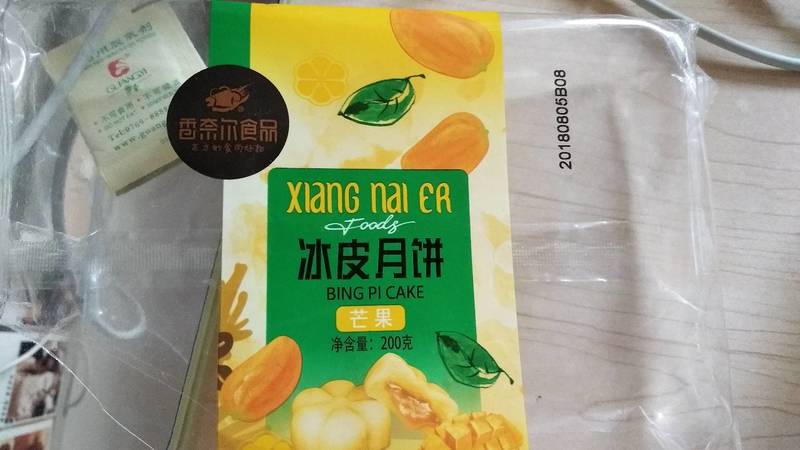 GUANGYI
香奈尔食品
XIANG NAI ER
Foods
冰皮月饼
BING PI CAKE
芒果
净含量：200克
20180805B08